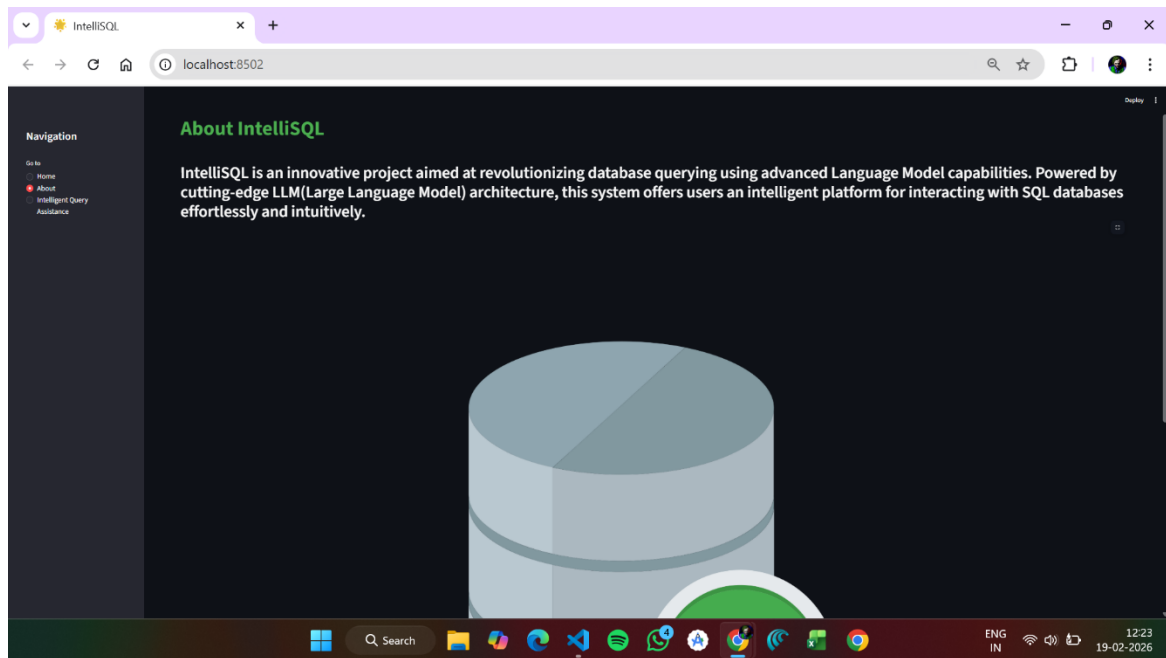 IntelliSQL
localhost:8502
Deploy
Navigation
Go to
Home
About
Intelligent Query
Assistance
About IntelliSQL
IntelliSQL is an innovative project aimed at revolutionizing database querying using advanced Language Model capabilities. Powered by
cutting-edge LLM(Large Language Model) architecture, this system offers users an intelligent platform for interacting with SQL databases
effortlessly and intuitively.
Search
4
ENG
IN
12:23
19-02-2026